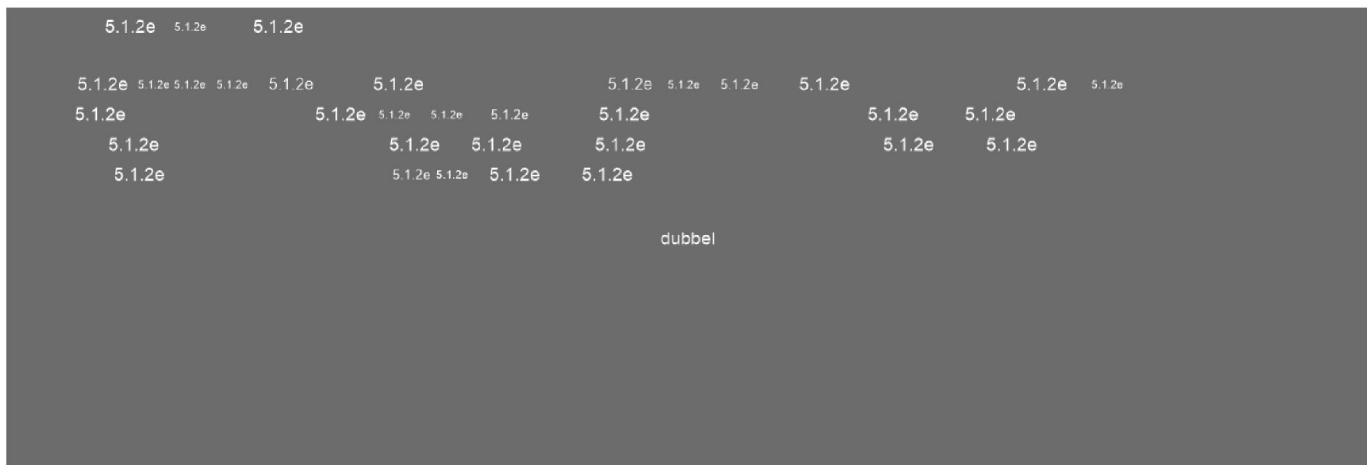 5.1.2e 5.1.2e 5.1.2e
5.1.2e 5.1.2e 5.1.2e 5.1.2e 5.1.2e 5.1.2e 5.1.2e 5.1.2e 5.1.2e 5.1.2e 5.1.2e 5.1.2e
5.1.2e 5.1.2e 5.1.2e 5.1.2e 5.1.2e 5.1.2e 5.1.2e 5.1.2e
5.1.2e 5.1.2e 5.1.2e 5.1.2e 5.1.2e 5.1.2e
5.1.2e 5.1.2e 5.1.2e 5.1.2e 5.1.2e
dubbel